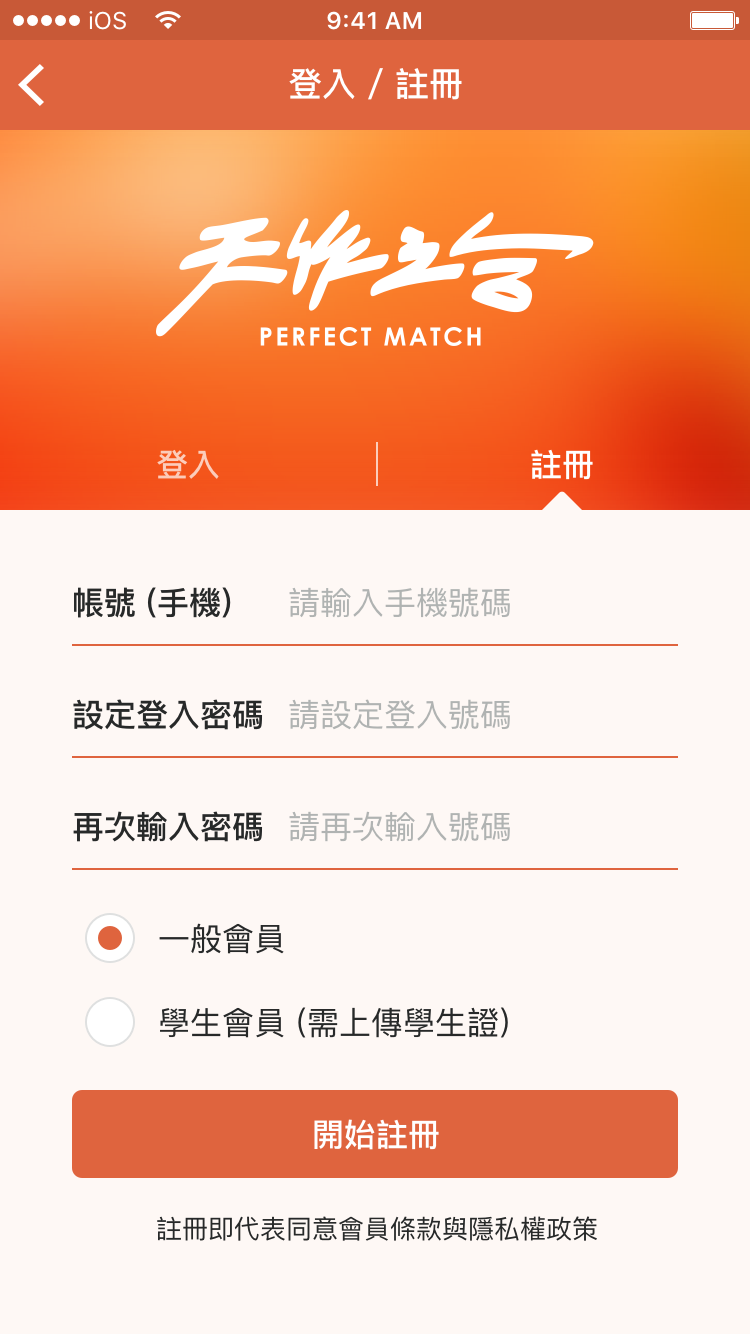 iOS 9:41 AM
登入 / 註冊
天作之合
PERFECT MATCH
登入 註冊
帳號 (手機) 請輸入手機號碼
設定登入密碼 請設定登入號碼
再次輸入密碼 請再次輸入號碼
一般會員
學生會員 (需上傳學生證)
開始註冊
註冊即代表同意會員條款與隱私權政策